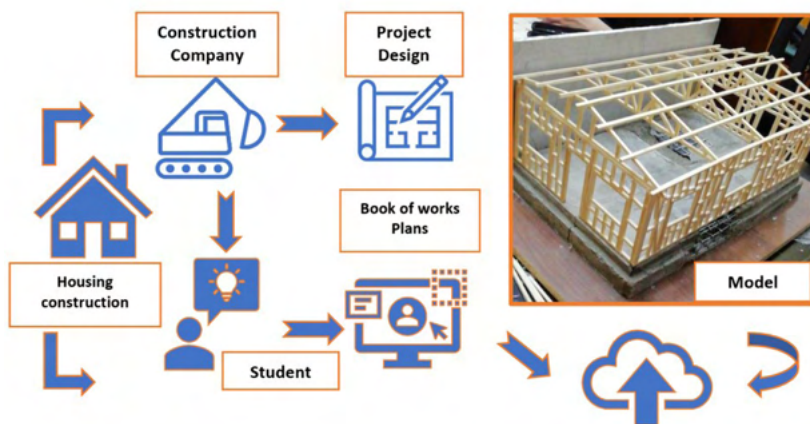 Construction
Company
Project
Design
Book of works
Plans
Housing
construction
Model
Student